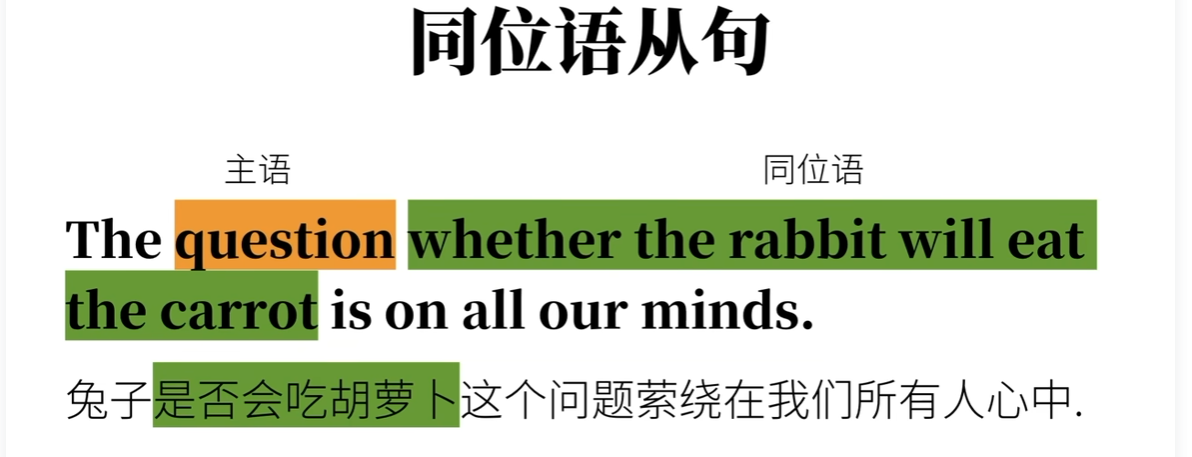 同位语从句
主语 同位语
The question whether the rabbit will eat
the carrot is on all our minds.
兔子是否会吃胡萝卜这个问题萦绕在我们所有人心中.